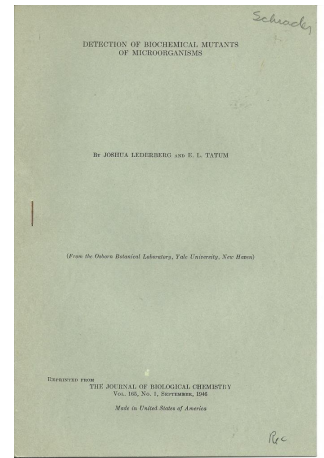 Schrader
DETECTION OF BIOCHEMICAL MUTANTS
OF MICROORGANISMS
BY JOSHUA LEDERBERG AND E. L. TATUM
(From the Osborn Botanical Laboratory, Yale University, New Haven)
REPRINTED FROM
THE JOURNAL OF BIOLOGICAL CHEMISTRY
VOL. 165, NO. 1, SEPTEMBER, 1946
Made in United States of America
Rec